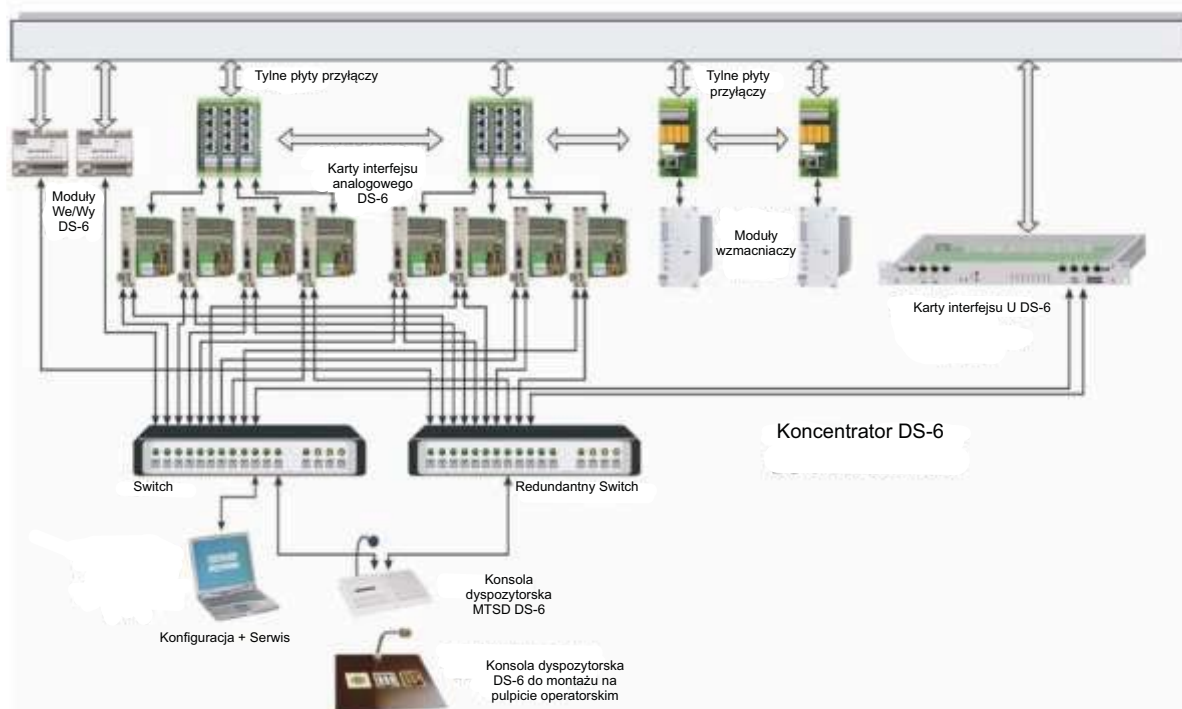 Tylne płyty przyłączy
Tylne płyty
przyłączy
Karty interfejsu
analogowego
DS-6
Moduły
We/Wy
DS-6
Moduły
wzmacniaczy
Karty interfejsu U DS-6
Koncentrator DS-6
Switch
Redundantny Switch
Konsola
dyspozytorska
MTSD DS-6
Konfiguracja + Serwis
Konsola dyspozytorska
DS-6 do montażu na
pulpicie operatorskim